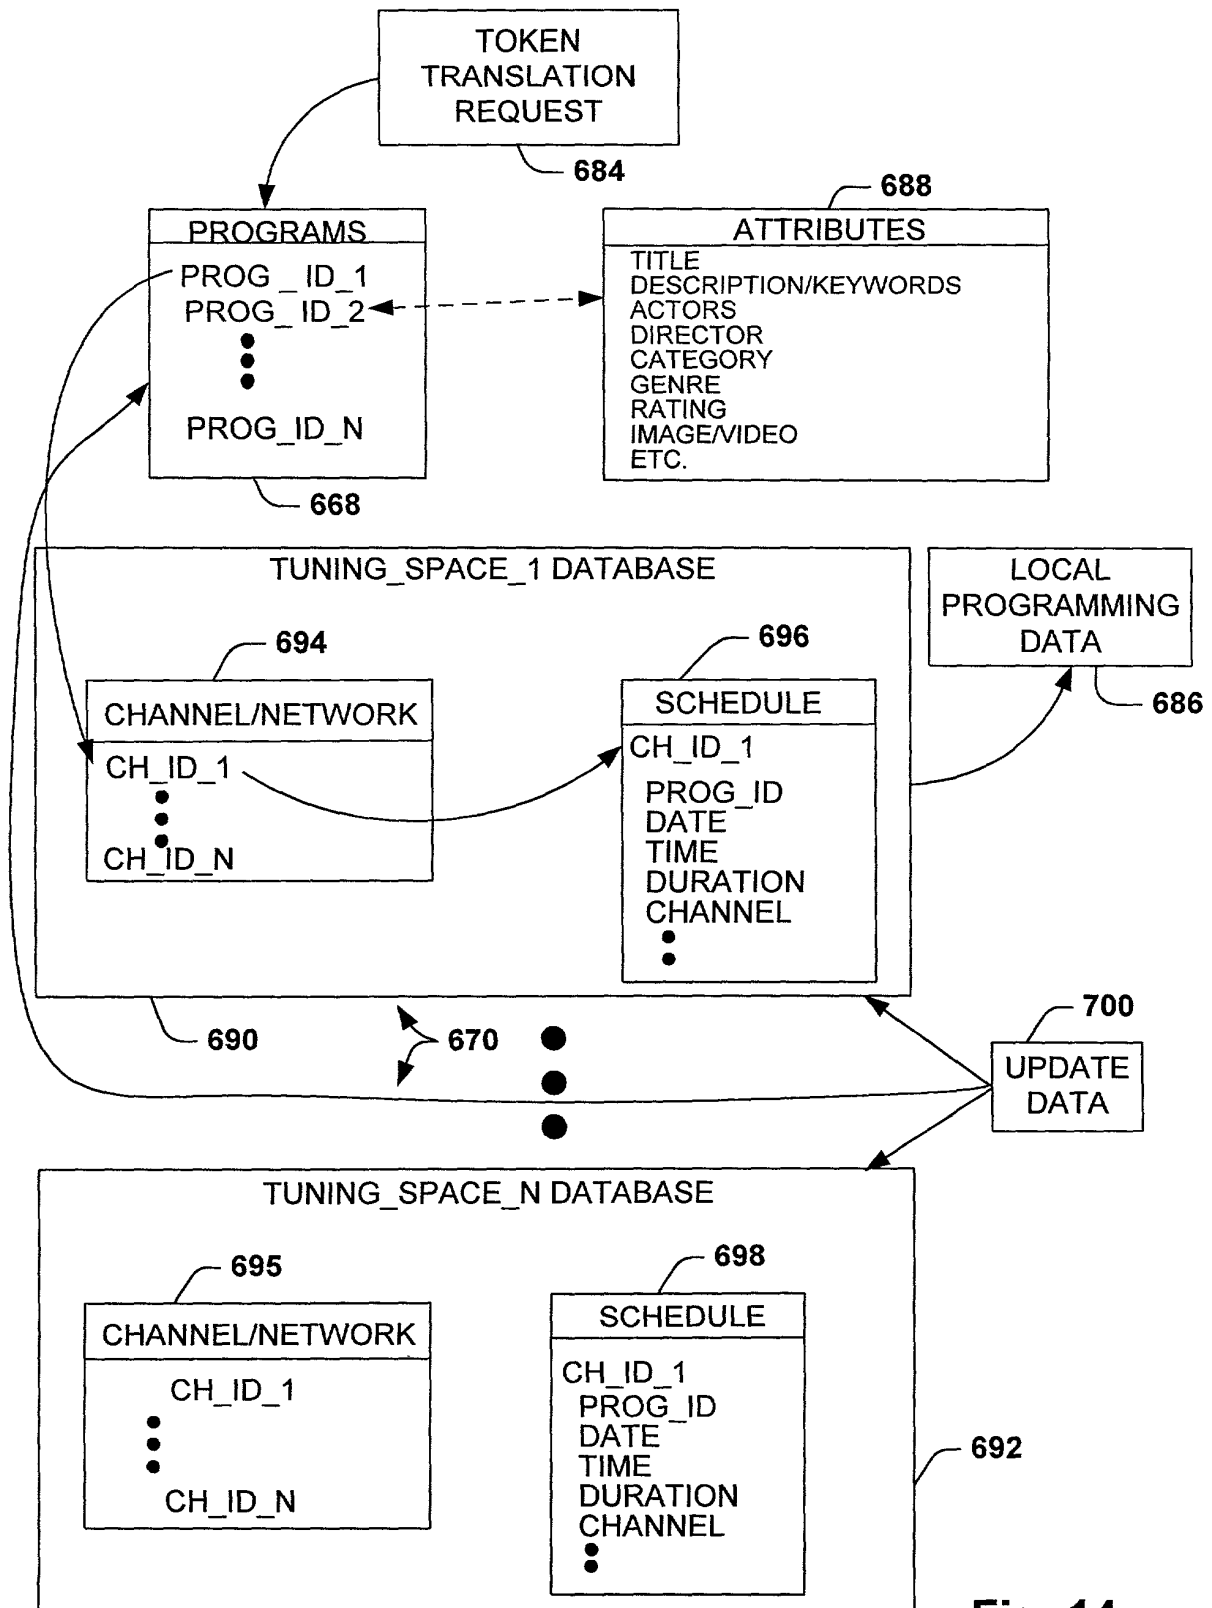 TOKEN
TRANSLATION
REQUEST
684
688
PROGRAMS
PROG _ ID_1
PROG_ ID_2
PROG_ID_N
668
ATTRIBUTES
TITLE
DESCRIPTION/KEYWORDS
ACTORS
DIRECTOR
CATEGORY
GENRE
RATING
IMAGE/VIDEO
ETC.
TUNING_SPACE_1 DATABASE
LOCAL
PROGRAMMING
DATA
686
694
CHANNEL/NETWORK
CH_ID_1
CH_ID_N
696
SCHEDULE
CH_ID_1
PROG_ID
DATE
TIME
DURATION
CHANNEL
690
670
700
UPDATE
DATA
TUNING_SPACE_N DATABASE
695
CHANNEL/NETWORK
CH_ID_1
CH_ID_N
698
SCHEDULE
CH_ID_1
PROG_ID
DATE
TIME
DURATION
CHANNEL
692